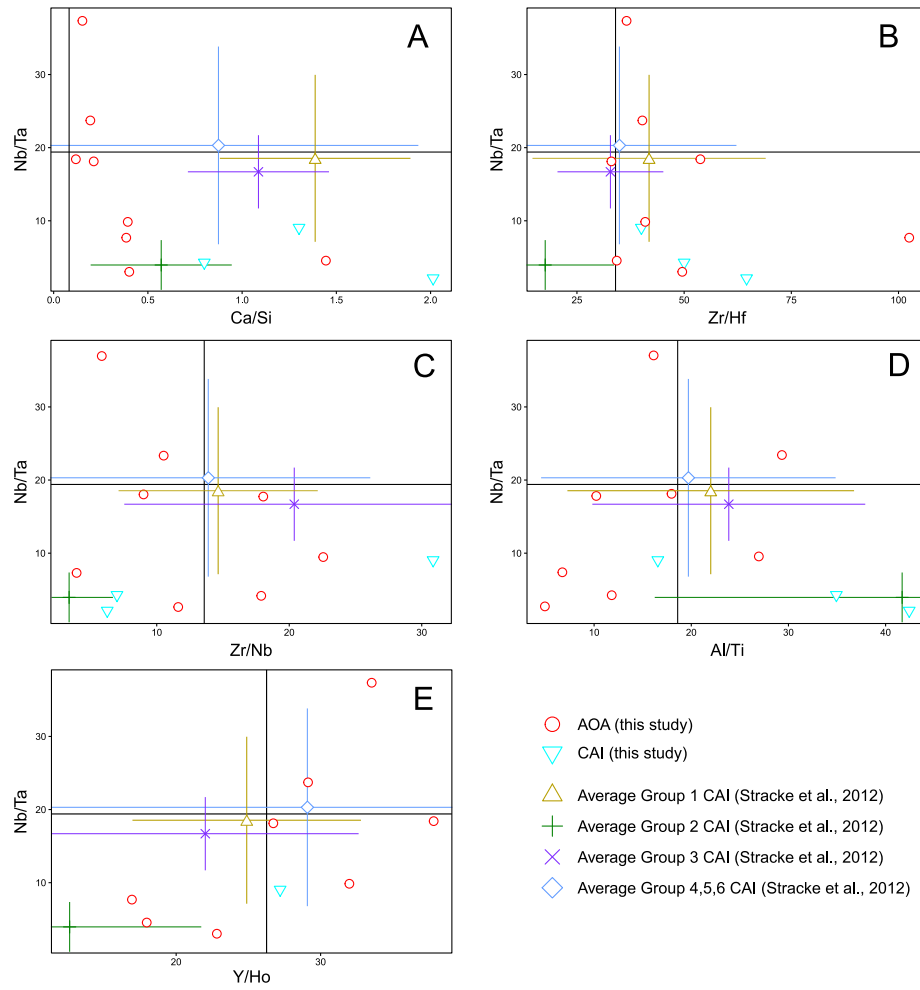 A
Nb/Ta
30
20
10
0.0 0.5 1.0 1.5 2.0
Ca/Si
B
Nb/Ta
30
20
10
25 50 75 100
Zr/Hf
C
Nb/Ta
30
20
10
10 20 30
Zr/Nb
D
Nb/Ta
30
20
10
10 20 30 40
Al/Ti
E
Nb/Ta
30
20
10
20 30
Y/Ho
AOA (this study)
CAI (this study)
Average Group 1 CAI (Stracke et al., 2012)
Average Group 2 CAI (Stracke et al., 2012)
Average Group 3 CAI (Stracke et al., 2012)
Average Group 4,5,6 CAI (Stracke et al., 2012)